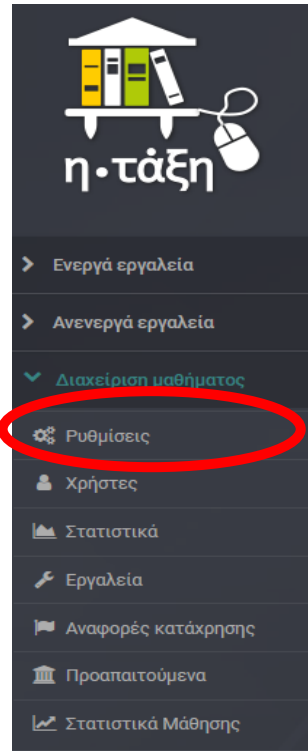 η•τάξη
Ενεργά εργαλεία
Ανενεργά εργαλεία
Διαχείριση μαθήματος
Ρυθμίσεις
Χρήστες
Στατιστικά
Εργαλεία
Αναφορές κατάχρησης
Προαπαιτούμενα
Στατιστικά Μάθησης